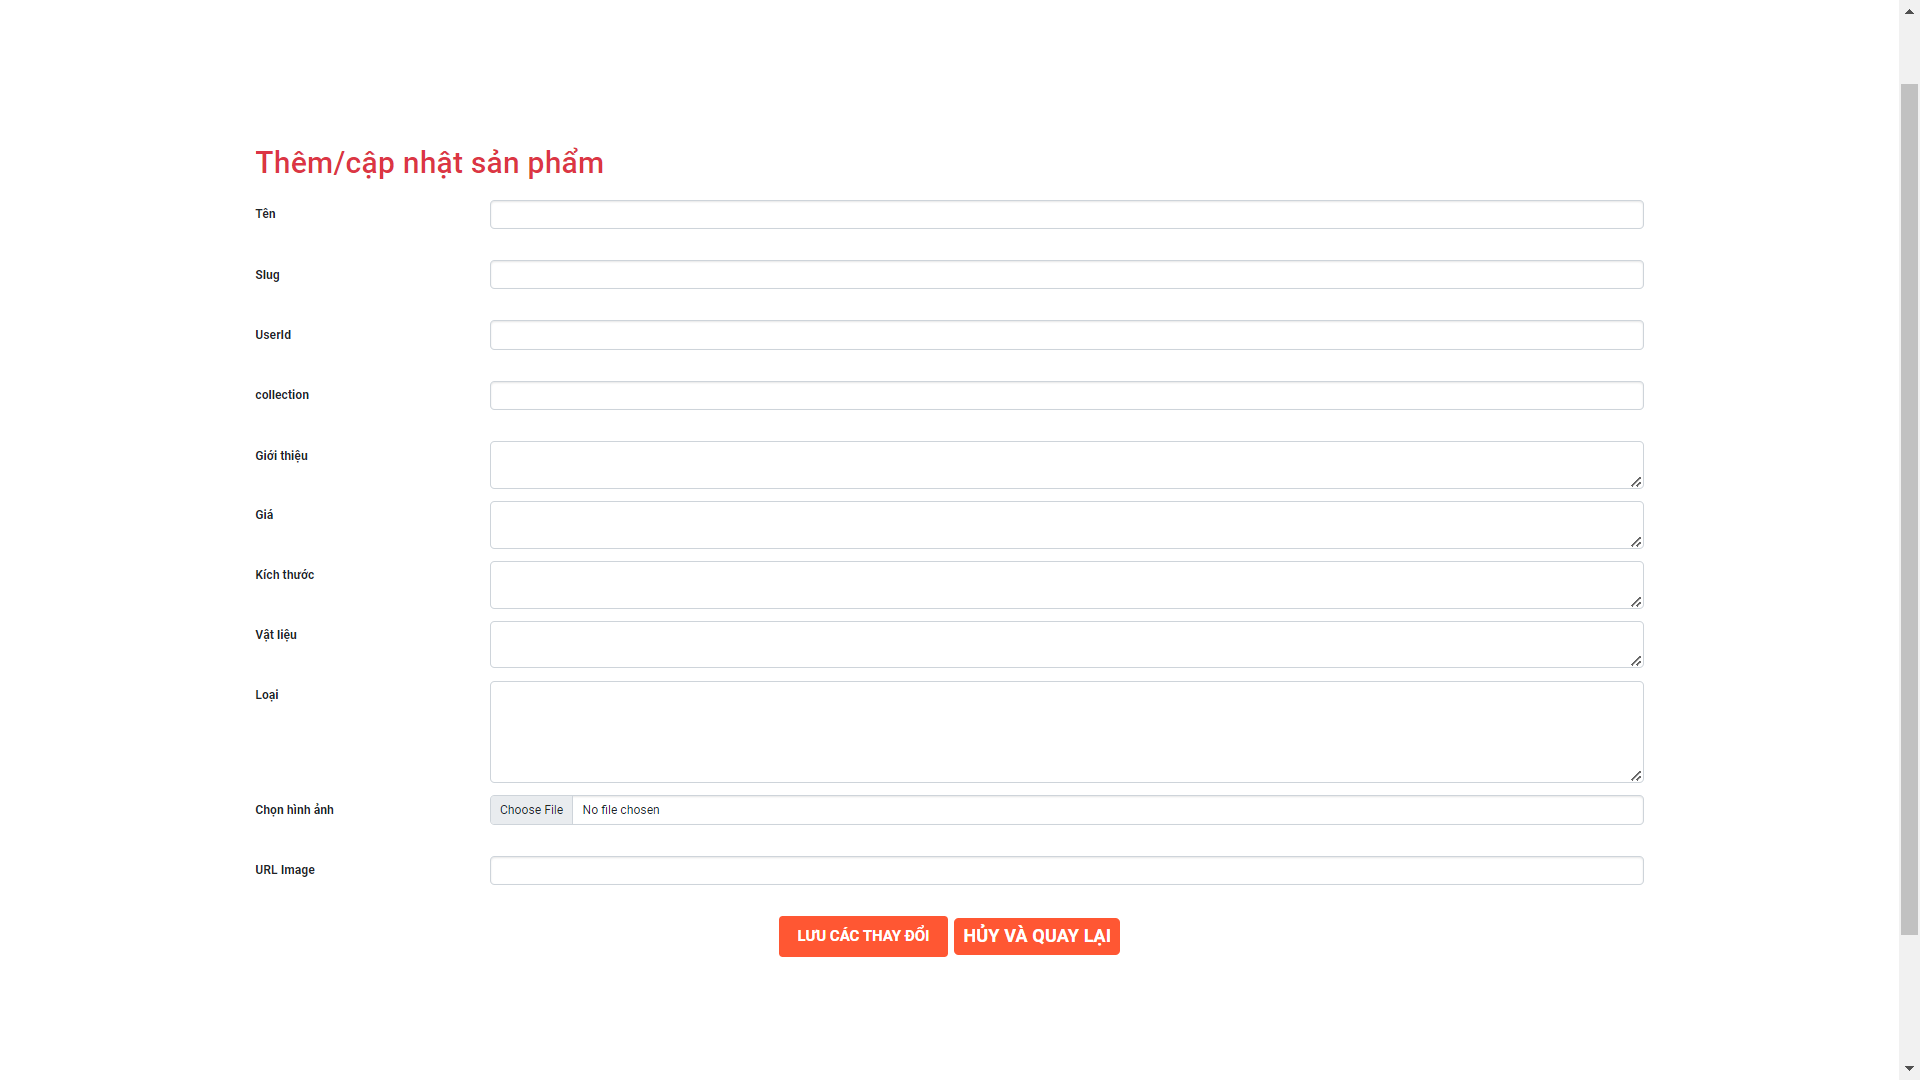 Thêm/cập nhật sản phẩm
Tên
Slug
UserId
collection
Giới thiệu
Giá
Kích thước
Vật liệu
Loại
Chọn hình ảnh
Choose File No file chosen
URL Image
LƯU CÁC THAY ĐỔI HỦY VÀ QUAY LẠI